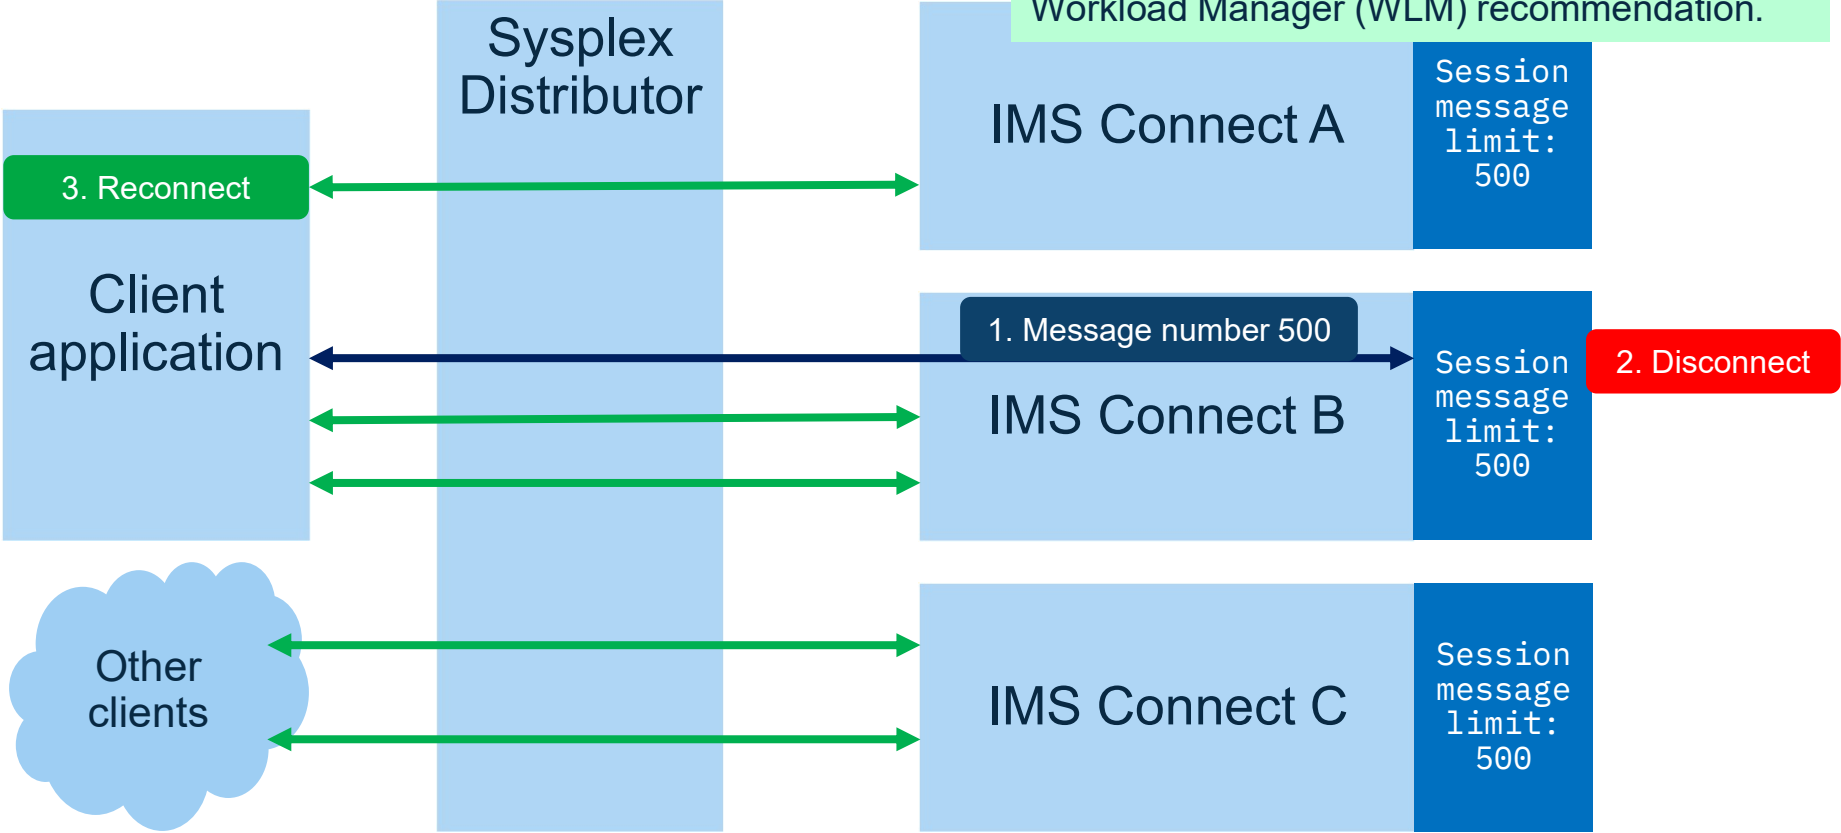 Workload Manager (WLM) recommendation.
Sysplex
Distributor
IMS Connect A
Session
message
limit:
500
3. Reconnect
Client
application
1. Message number 500
IMS Connect B
Session
message
limit:
500
2. Disconnect
Other
clients
IMS Connect C
Session
message
limit:
500